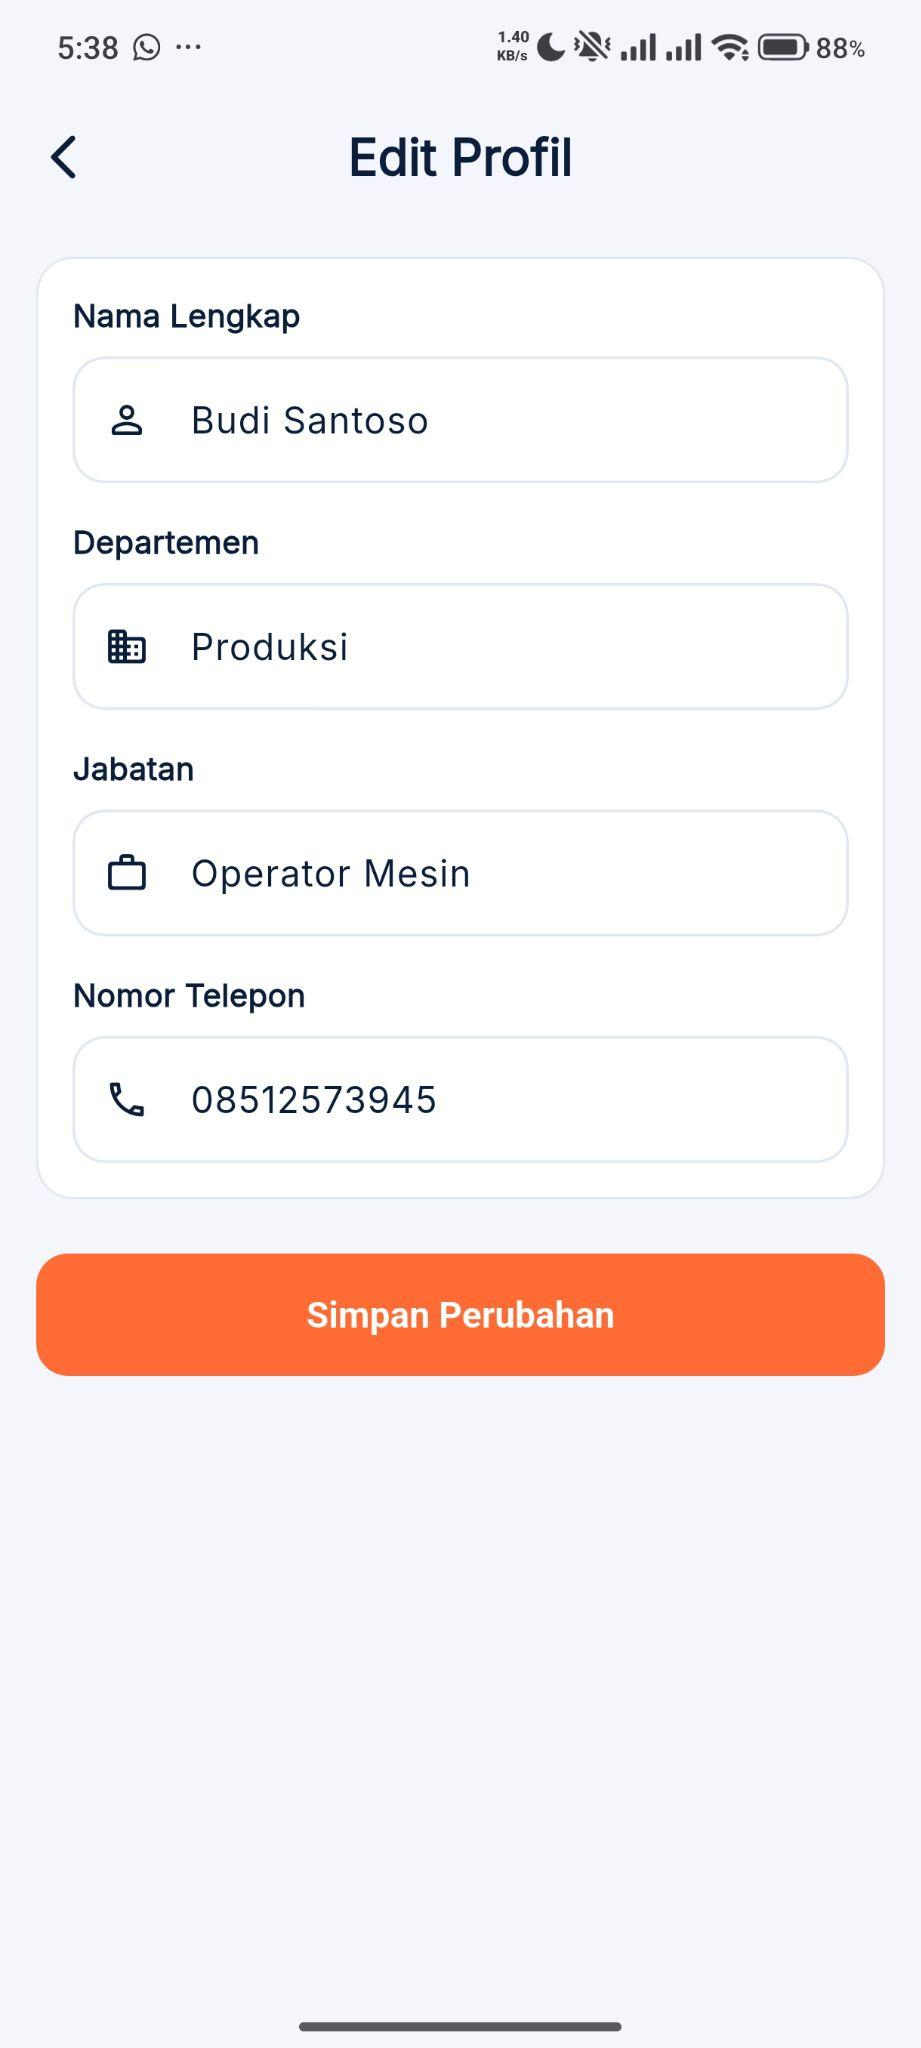 5:38 ... 1.40 KB/s 88%
Edit Profil
Nama Lengkap
Budi Santoso
Departemen
Produksi
Jabatan
Operator Mesin
Nomor Telepon
08512573945
Simpan Perubahan